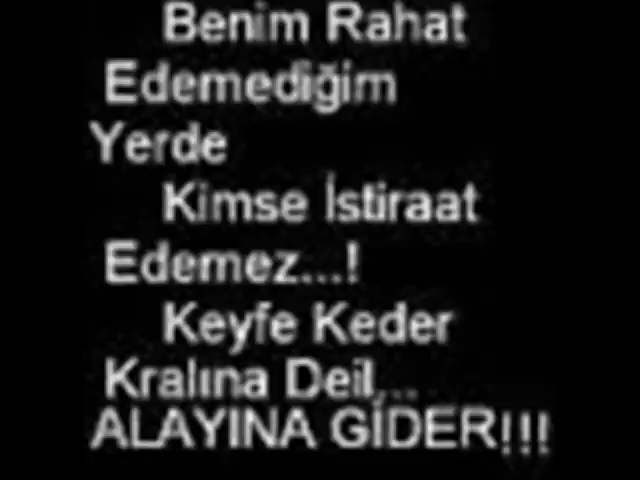 Benim Rahat
Edemediğim
Yerde
Kimse İstiraat
Edemez...!
Keyfe Keder
Kralına Deil...
ALAYINA GİDER!!!